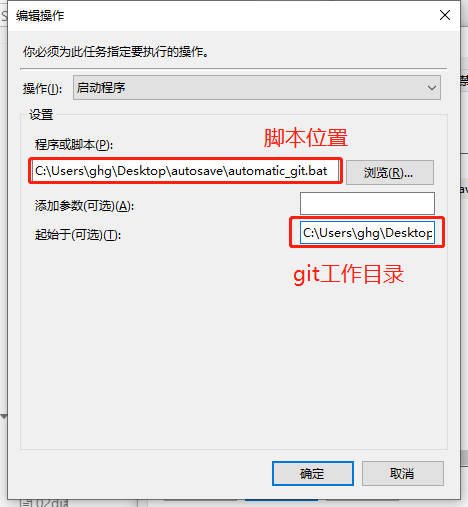 编辑操作
你必须为此任务指定要执行的操作。
操作(I):
启动程序
设置
脚本位置
程序或脚本(P):
C:\Users\ghg\Desktop\autosave\automatic_git.bat
浏览(R)...
添加参数(可选)(A):
起始于(可选)(T):
C:\Users\ghg\Desktop
git工作目录
确定
取消